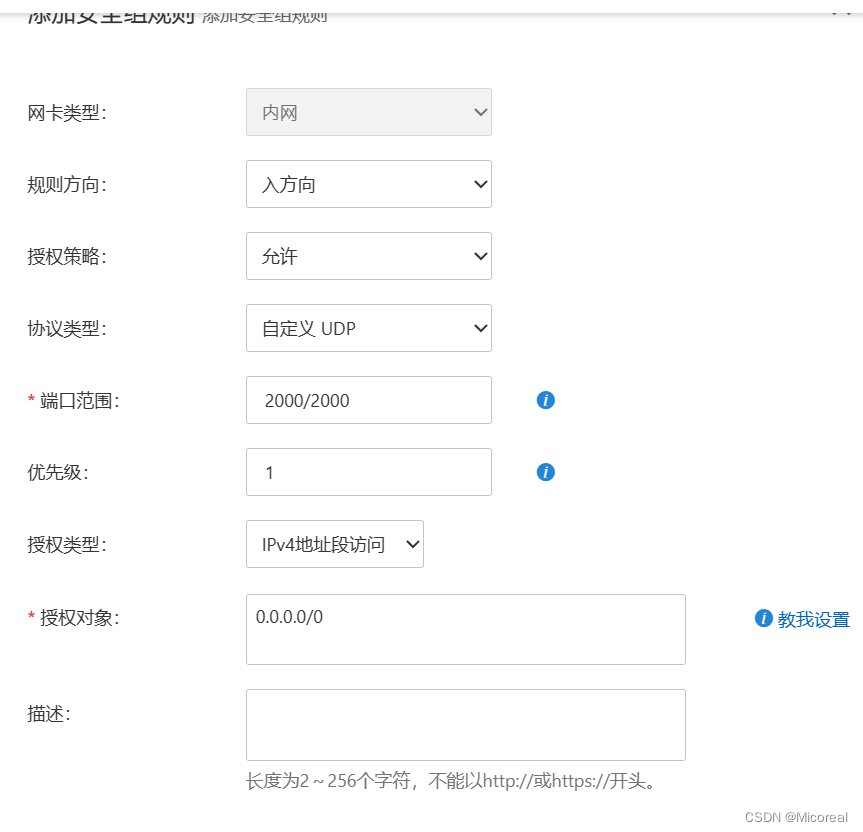 添加安全组规则 添加安全组规则
网卡类型： 内网
规则方向： 入方向
授权策略： 允许
协议类型： 自定义 UDP
* 端口范围： 2000/2000
优先级： 1
授权类型： IPv4地址段访问
* 授权对象： 0.0.0.0/0 教我设置
描述：
长度为2～256个字符，不能以http://或https://开头。
CSDN @Micoreal